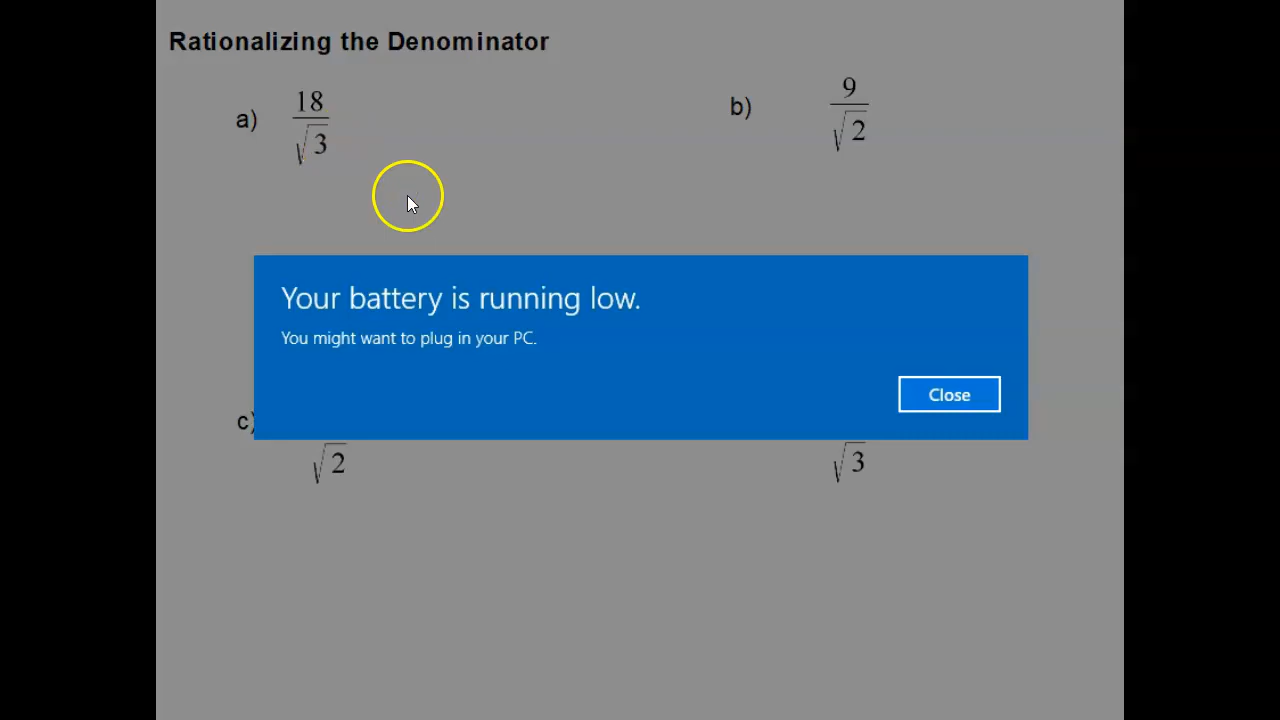 Rationalizing the Denominator
a) 18/√3
b) 9/√2
Your battery is running low.
You might want to plug in your PC.
Close
c)
√2
√3